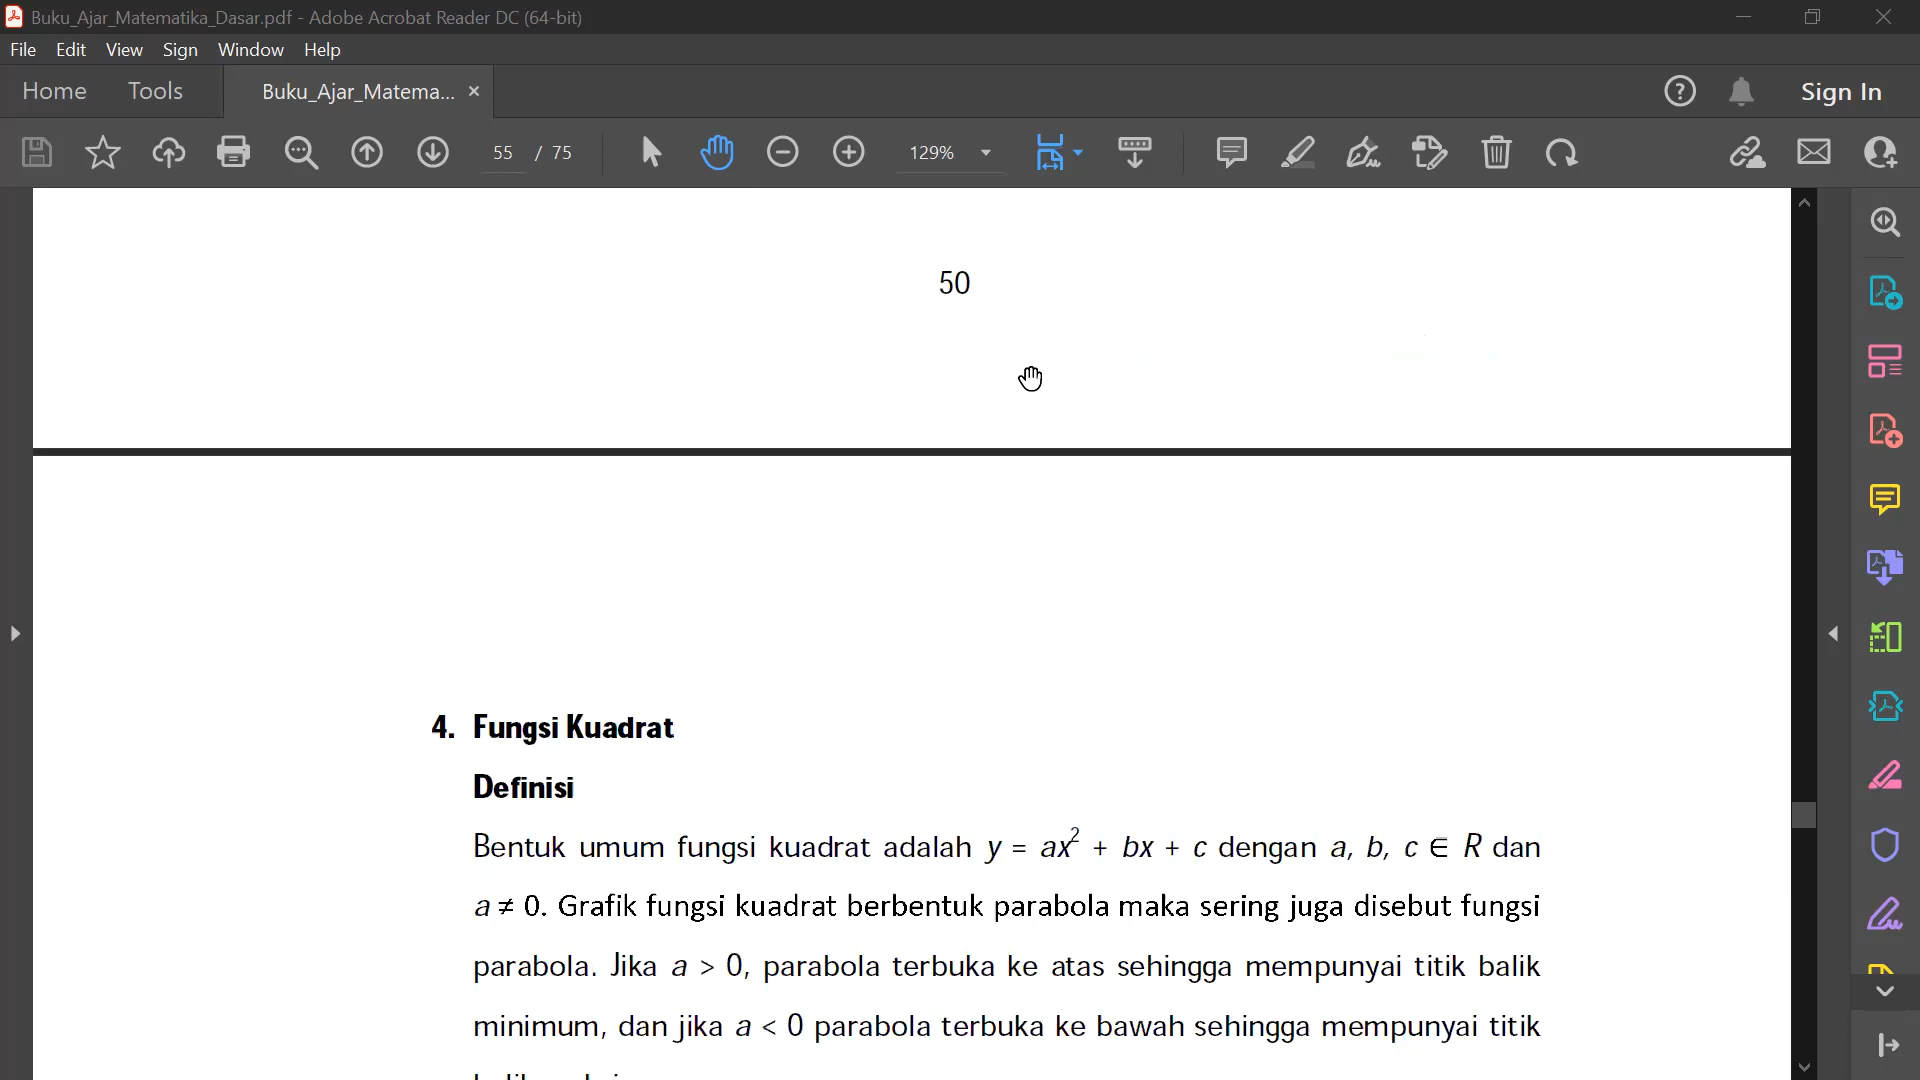 Buku_Ajar_Matematika_Dasar.pdf - Adobe Acrobat Reader DC (64-bit)
File Edit View Sign Window Help
Home Tools Buku_Ajar_Matema... × Sign In
55 / 75 129%
50
4. Fungsi Kuadrat
Definisi
Bentuk umum fungsi kuadrat adalah y = ax² + bx + c dengan a, b, c ∈ R dan
a ≠ 0. Grafik fungsi kuadrat berbentuk parabola maka sering juga disebut fungsi
parabola. Jika a > 0, parabola terbuka ke atas sehingga mempunyai titik balik
minimum, dan jika a < 0 parabola terbuka ke bawah sehingga mempunyai titik